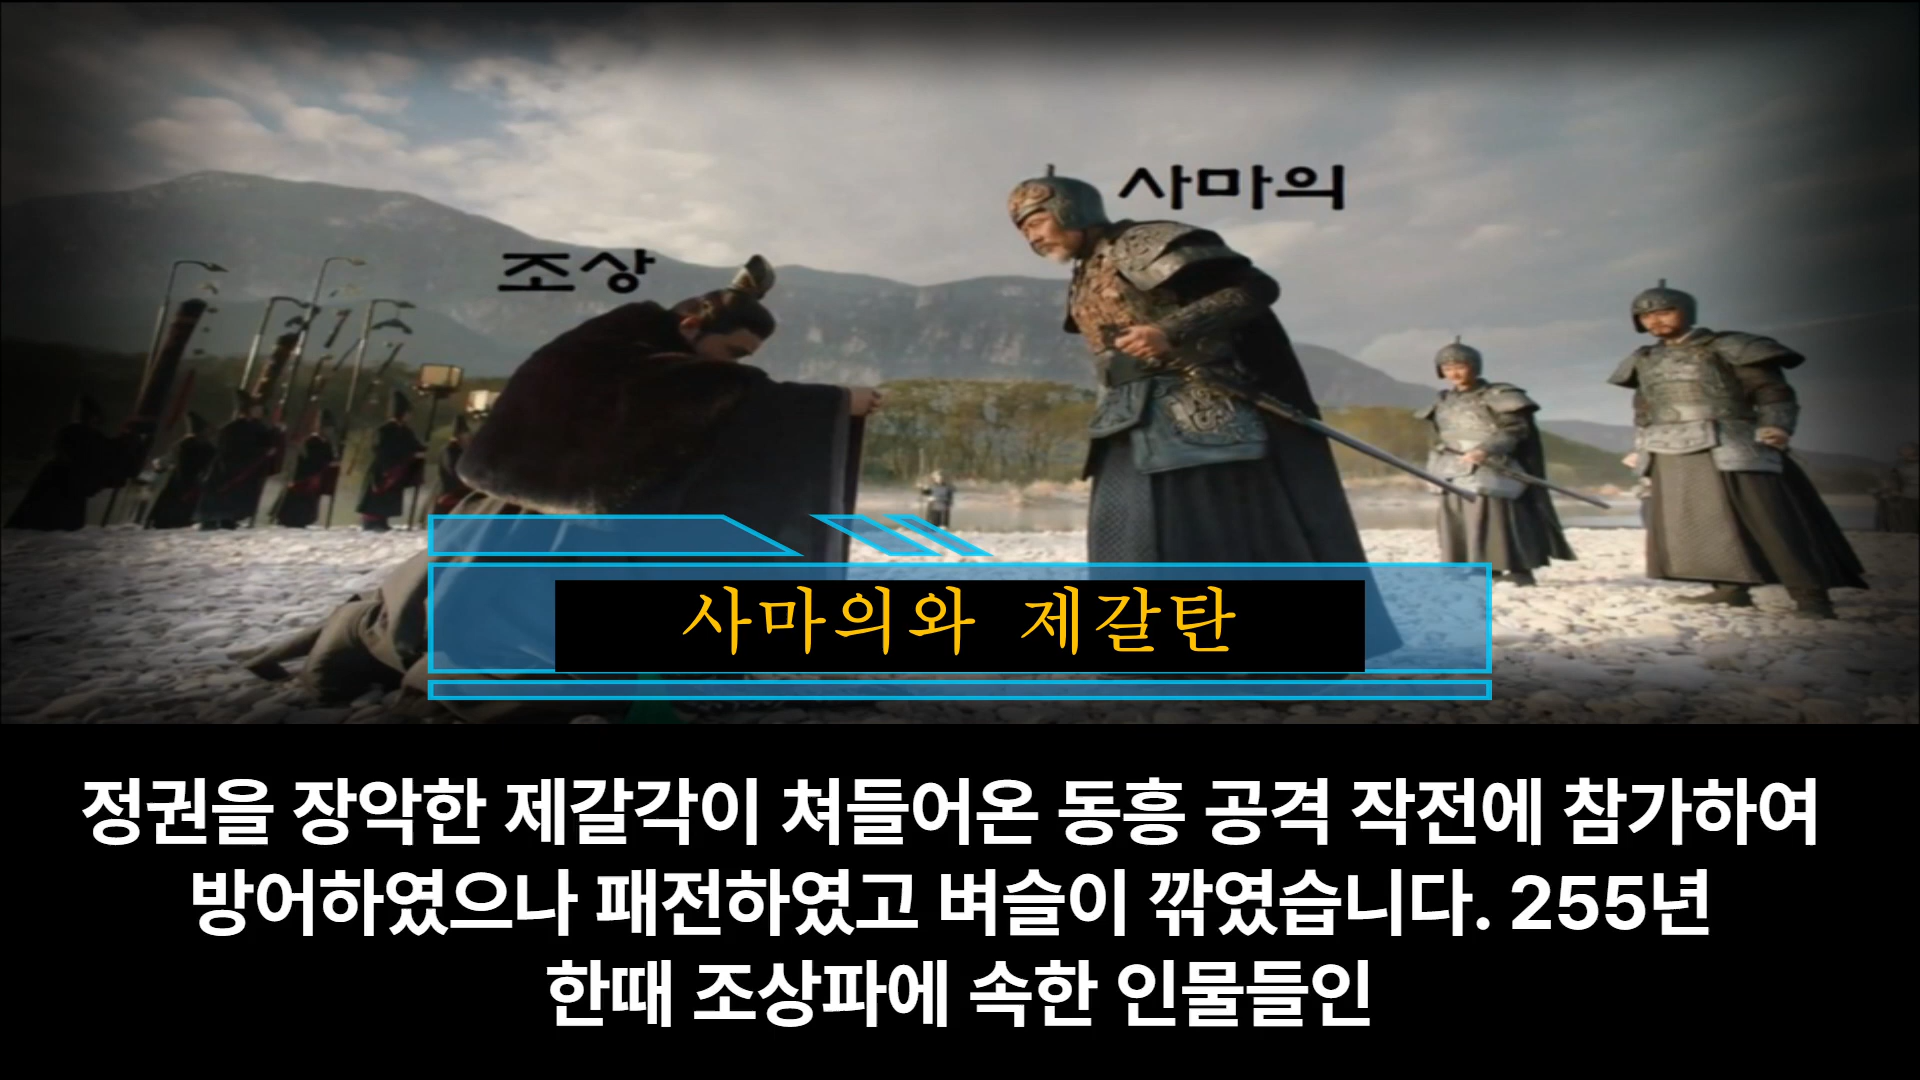 사마의
조상
사마의와 제갈탄
정권을 장악한 제갈각이 쳐들어온 동흥 공격 작전에 참가하여
방어하였으나 패전하였고 벼슬이 깎였습니다. 255년
한때 조상파에 속한 인물들인